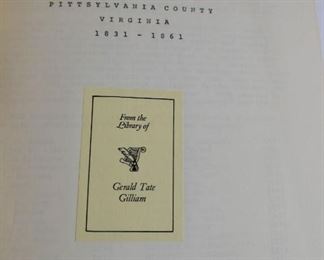 PITTSYLVANIA COUNTY
VIRGINIA
1831 - 1861
From the
Library of
Gerald Tate
Gilliam